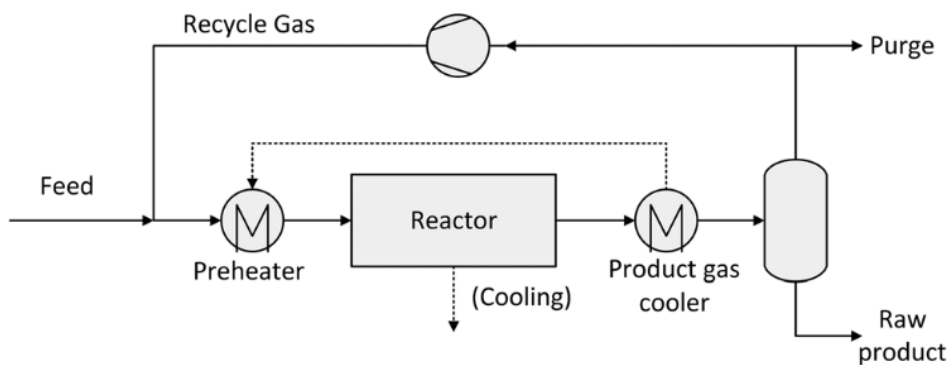 Recycle Gas
Purge
Feed
Reactor
Preheater
(Cooling)
Product gas
cooler
Raw
product